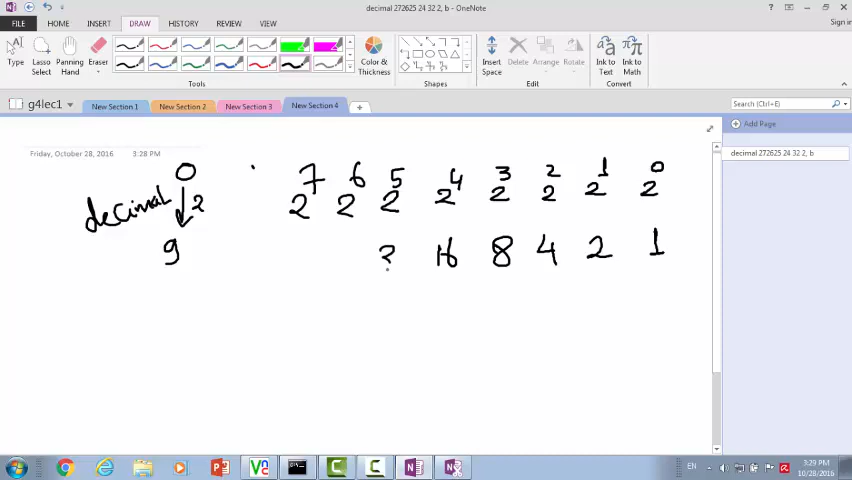 decimal 272625 24 32 2, b - OneNote
FILE HOME INSERT DRAW HISTORY REVIEW VIEW
Sign in
Type Lasso Select Panning Hand Eraser
Color & Thickness
Insert Space Delete Arrange Rotate
Ink to Text Ink to Math
Tools Shapes Edit Convert
g4lec1 New Section 1 New Section 2 New Section 3 New Section 4
Search (Ctrl+E)
Add Page
decimal 272625 24 32 2, b
Friday, October 28, 2016 3:28 PM
0 7 6 5 4 3 2 1 0
decimal 2 2 2 2 2 2 2 2 2
9 3 16 8 4 2 1
EN 3:29 PM
10/28/2016